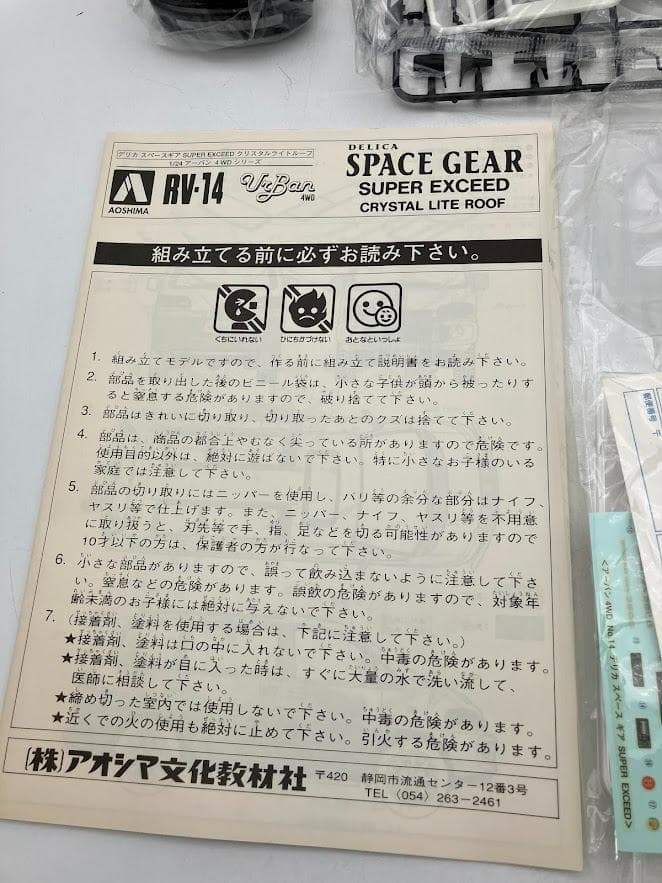 デリカ スペースギア SUPER EXCEED クリスタルライトルーフ
1/24 アーバン 4WDシリーズ
AOSHIMA
RV-14
UrBan
4WD
DELICA
SPACE GEAR
SUPER EXCEED
CRYSTAL LITE ROOF
組み立てる前に必ずお読み下さい。
くちにいれない
ひにちかづけない
おとなといっしょ
1. 組み立てモデルですので、作る前に組み立て説明書をお読み下さい。
2. 部品を取り出した後のビニール袋は、小さな子供が頭から被ったりす
ると窒息する危険がありますので、破り捨てて下さい。
3. 部品はきれいに切り取り、切り取ったあとのクズは捨てて下さい。
4. 部品は、商品の都合上やむなく尖っている所がありますので危険です。
使用目的以外は、絶対に遊ばないで下さい。特に小さなお子様のいる
家庭では注意して下さい。
5. 部品の切り取りにはニッパーを使用し、バリ等の余分な部分はナイフ、
ヤスリ等で仕上げます。また、ニッパー、ナイフ、ヤスリ等を不用意
に取り扱うと、刃先等で手、指、足などを切る可能性がありますので
10才以下の方は、保護者の方が行なって下さい。
6. 小さな部品がありますので、誤って飲み込まないように注意して下さ
い。窒息などの危険があります。誤飲の危険がありますので、対象年
齢未満のお子様には絶対に与えないで下さい。
7. (接着剤、塗料を使用する場合は、下記に注意して下さい。)
★接着剤、塗料は口の中に入れないで下さい。中毒の危険があります。
★接着剤、塗料が目に入った時は、すぐに大量の水で洗い流して、
医師に相談して下さい。
★締め切った室内では使用しないで下さい。中毒の危険があります。
★近くでの火の使用も絶対に止めて下さい。引火する危険があります。
(株)アオシマ文化教材社 〒420 静岡市流通センター12番3号
TEL〈054〉263-2461
郵便番号 〒
<アーバン4WD No.14 デリカ スペース ギア SUPER EXCEED>